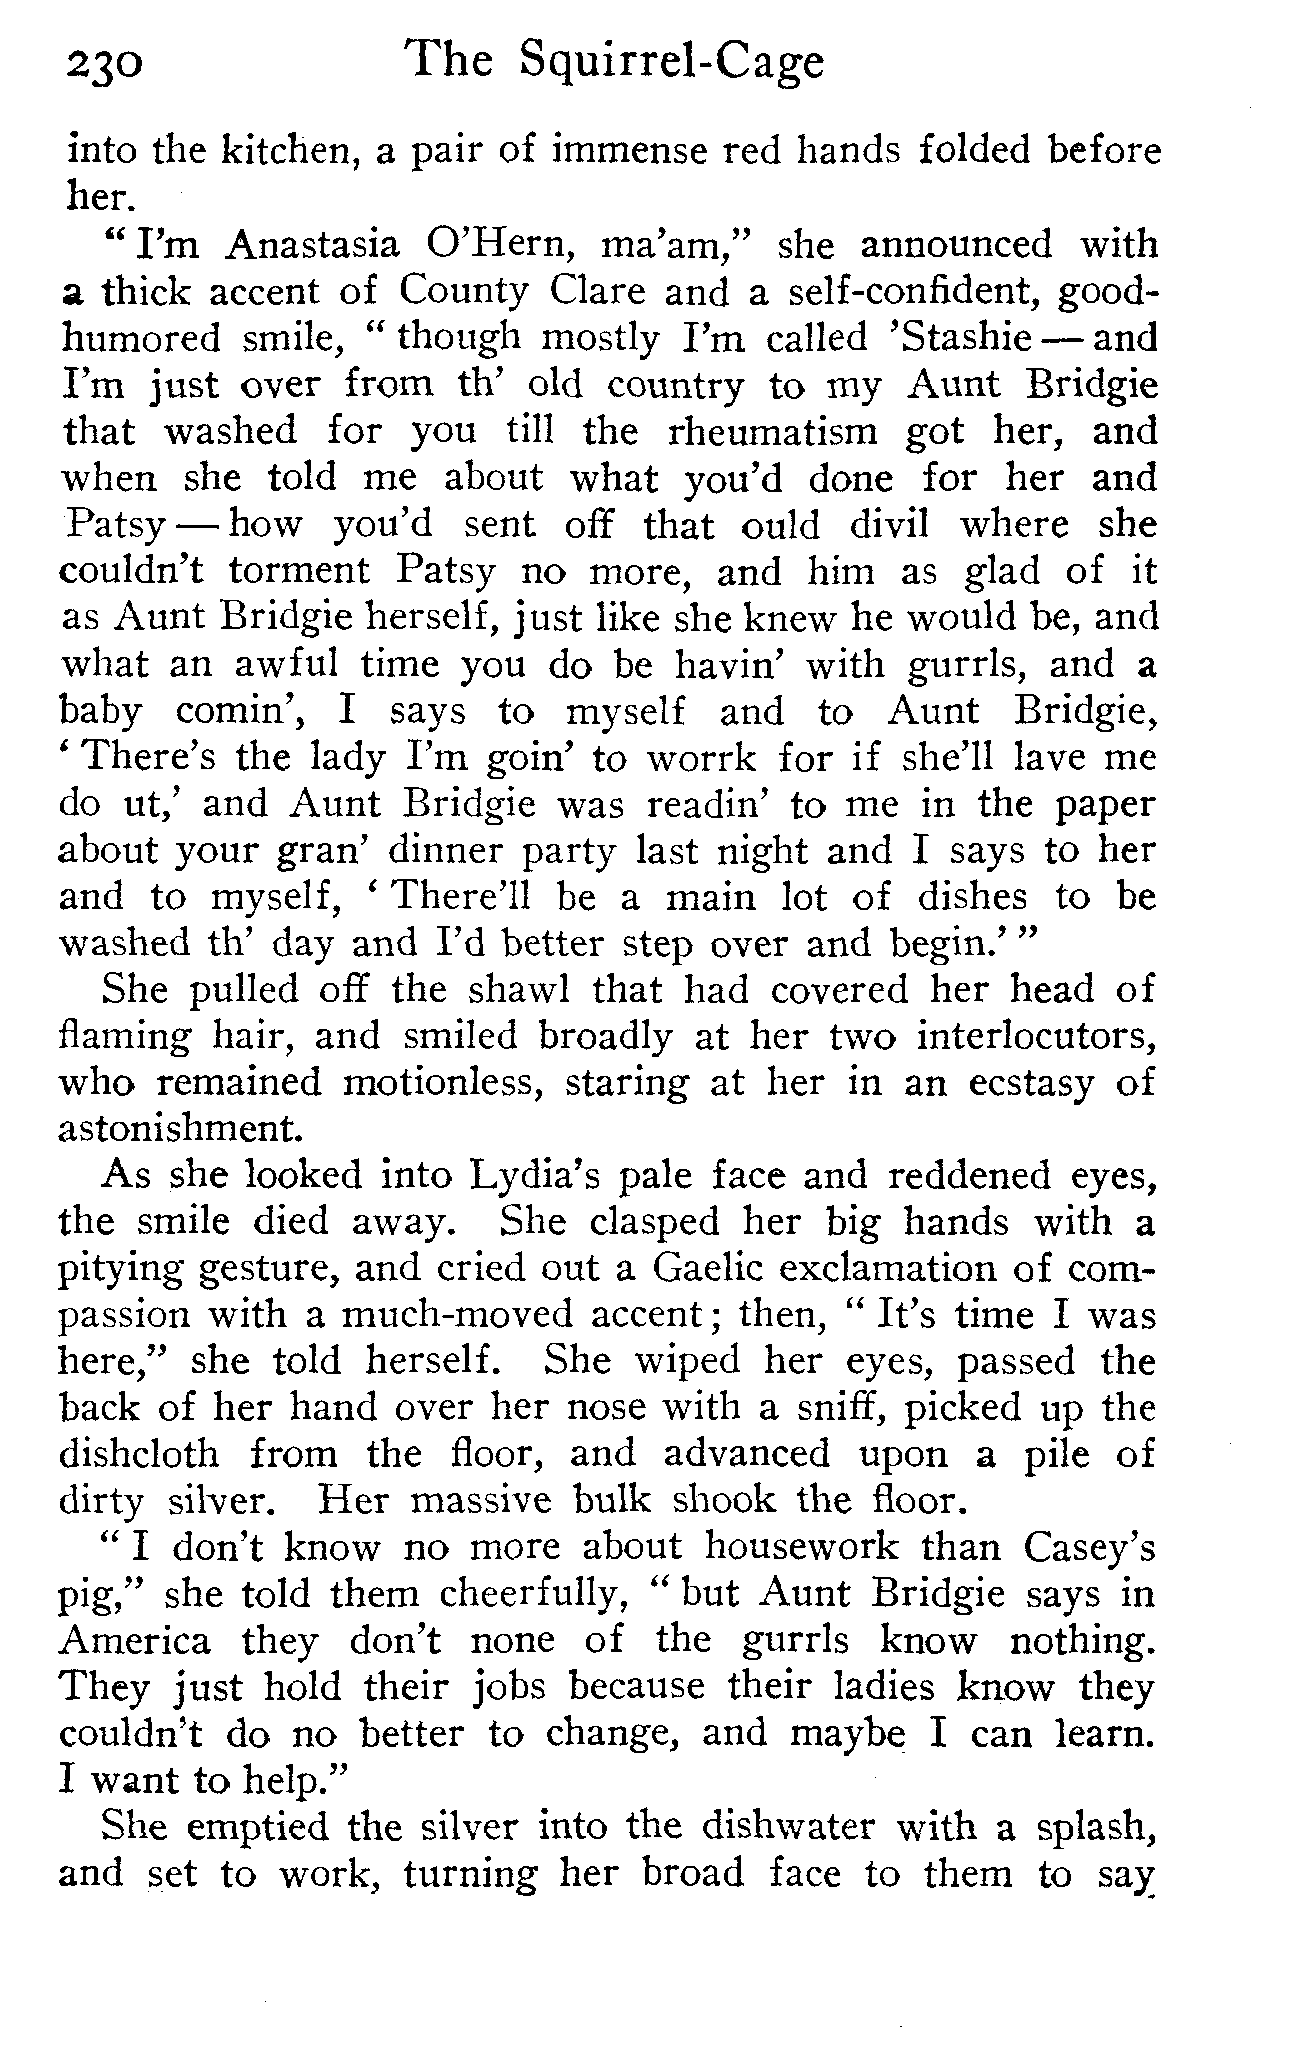 230 The Squirrel-Cage
into the kitchen, a pair of immense red hands folded before
her.
" I'm Anastasia O'Hern, ma'am," she announced with
a thick accent of County Clare and a self-confident, good-
humored smile, " though mostly I'm called 'Stashie — and
I'm just over from th' old country to my Aunt Bridgie
that washed for you till the rheumatism got her, and
when she told me about what you'd done for her and
Patsy — how you'd sent off that ould divil where she
couldn't torment Patsy no more, and him as glad of it
as Aunt Bridgie herself, just like she knew he would be, and
what an awful time you do be havin' with gurrls, and a
baby comin', I says to myself and to Aunt Bridgie,
' There's the lady I'm goin' to worrk for if she'll lave me
do ut,' and Aunt Bridgie was readin' to me in the paper
about your gran' dinner party last night and I says to her
and to myself, ' There'll be a main lot of dishes to be
washed th' day and I'd better step over and begin.' "
She pulled off the shawl that had covered her head of
flaming hair, and smiled broadly at her two interlocutors,
who remained motionless, staring at her in an ecstasy of
astonishment.
As she looked into Lydia's pale face and reddened eyes,
the smile died away. She clasped her big hands with a
pitying gesture, and cried out a Gaelic exclamation of com-
passion with a much-moved accent; then, " It's time I was
here," she told herself. She wiped her eyes, passed the
back of her hand over her nose with a sniff, picked up the
dishcloth from the floor, and advanced upon a pile of
dirty silver. Her massive bulk shook the floor.
" I don't know no more about housework than Casey's
pig," she told them cheerfully, " but Aunt Bridgie says in
America they don't none of the gurrls know nothing.
They just hold their jobs because their ladies know they
couldn't do no better to change, and maybe I can learn.
I want to help."
She emptied the silver into the dishwater with a splash,
and set to work, turning her broad face to them to say